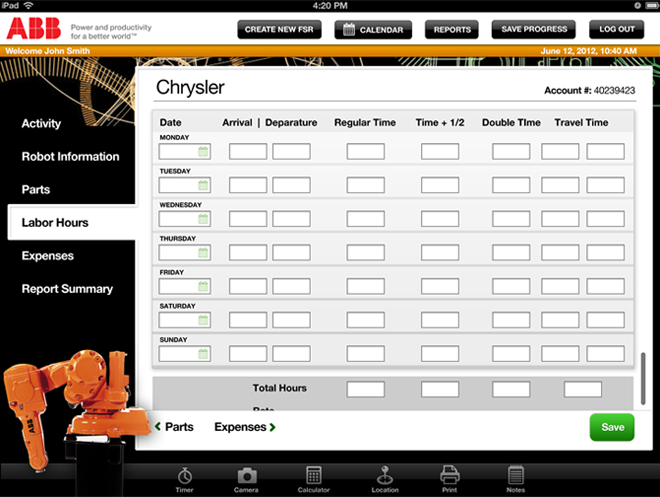 iPad 4:20 PM
ABB Power and productivity for a better world™
CREATE NEW FSR CALENDAR REPORTS SAVE PROGRESS LOG OUT
Welcome John Smith June 12, 2012, 10:40 AM
Chrysler Account #: 40239423
Activity
Robot Information
Parts
Labor Hours
Expenses
Report Summary
Date Arrival | Deparature Regular Time Time + 1/2 Double TIme Travel Time
MONDAY
TUESDAY
WEDNESDAY
THURSDAY
FRIDAY
SATURDAY
SUNDAY
Total Hours
Rate
< Parts Expenses > Save
ABB
Timer Camera Calculator Location Print Notes